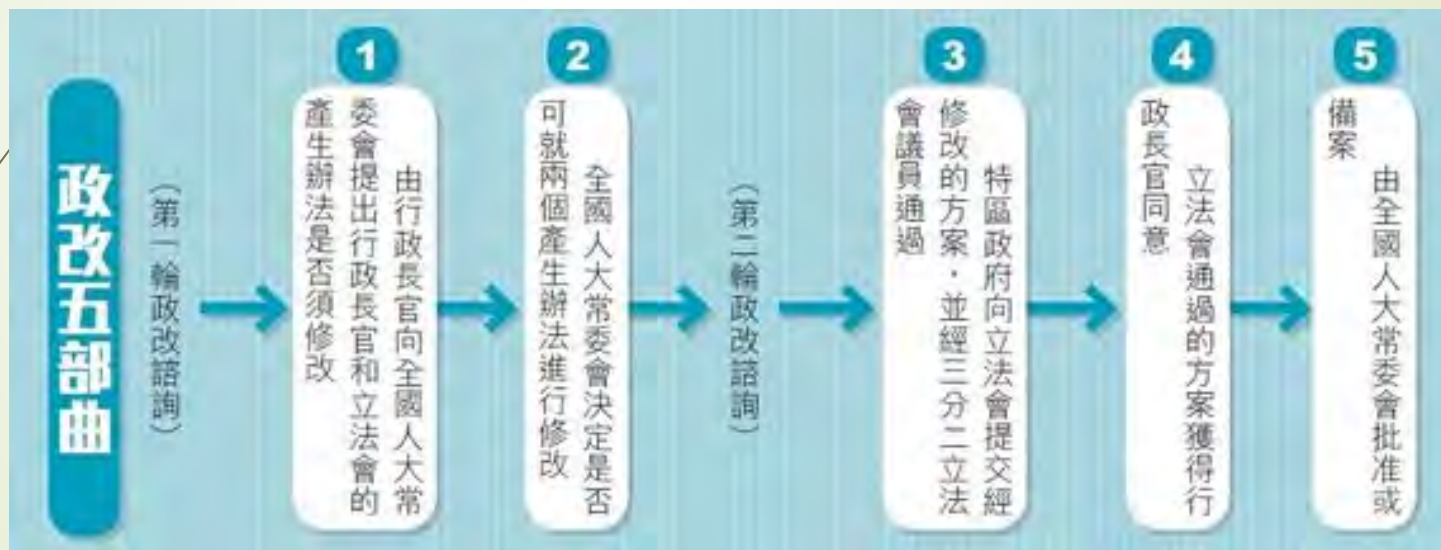 政改五部曲
（第一輪政改諮詢）
1
由行政長官向全國人大常
委會提出行政長官和立法會的
產生辦法是否須修改
2
全國人大常委會決定是否
可就兩個產生辦法進行修改
（第二輪政改諮詢）
3
特區政府向立法會提交經
修改的方案，並經三分二立法
會議員通過
4
立法會通過的方案獲得行
政長官同意
5
由全國人大常委會批准或
備案